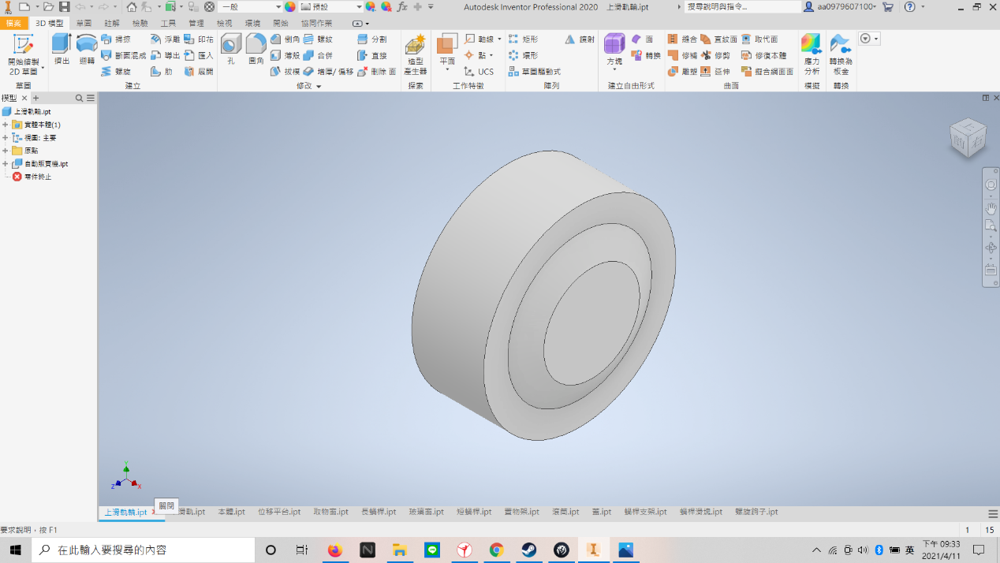 一般
預設
Autodesk Inventor Professional 2020 上滑軌輪.ipt
搜尋說明與指令...
aa0979607100
檔案 3D 模型 草圖 註解 檢驗 工具 管理 檢視 環境 開始 協同作業
開始繪製
2D 草圖
草圖
擠出 迴轉
掃掠 浮雕 印花
斷面混成 導出 匯入
螺旋 肋 展開
建立
孔 圓角
倒角 螺紋 分割
薄殼 合併 直接
拔模 增厚/偏移 刪除 面
修改
造型
產生器
探索
平面
動線
點
UCS
工作特徵
矩形 鏡射
環形
草圖驅動式
陣列
方塊
面
轉換
建立自由形式
縫合 直紋面 取代面
修補 修剪 修復本體
雕塑 延伸 擬合網面面
曲面
應力
分析
模擬
轉換為
板金
轉換
模型
上滑軌輪.ipt
實體本體(1)
視圖: 主要
原點
自動販賣機.ipt
零件終止
Y
Z
X
關閉
上滑軌輪.ipt 滑軌.ipt 本體.ipt 位移平台.ipt 取物窗.ipt 長蝸桿.ipt 玻璃窗.ipt 短蝸桿.ipt 置物架.ipt 滾筒.ipt 蓋.ipt 蝸桿支架.ipt 蝸桿滑塊.ipt 螺旋鉤子.ipt
要求說明，按 F1
1 15
在此輸入要搜尋的內容
英
下午 09:33
2021/4/11